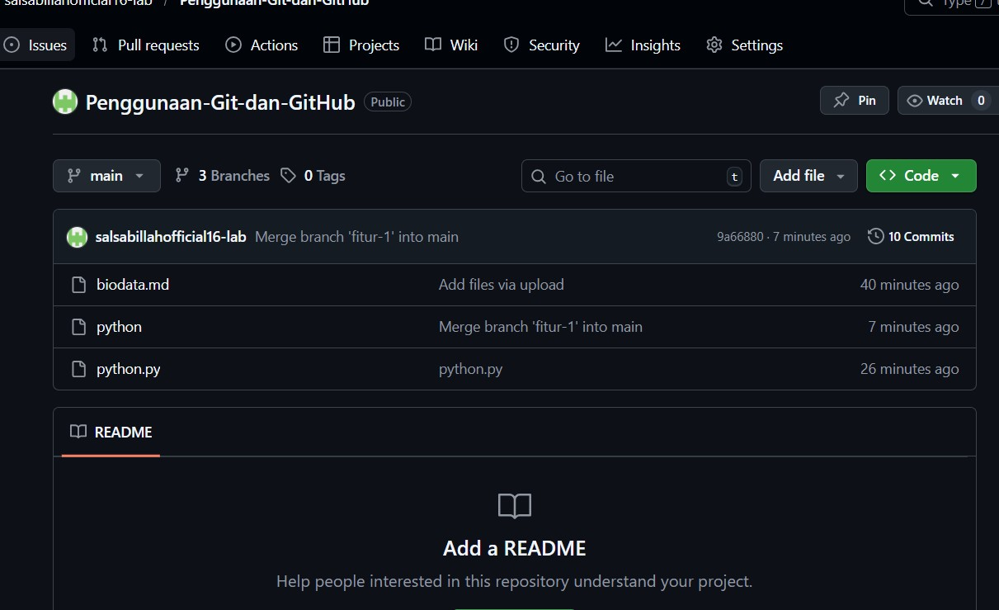 salsabillahofficial16-lab / Penggunaan-Git-dan-GitHub Type /
Issues Pull requests Actions Projects Wiki Security Insights Settings
Penggunaan-Git-dan-GitHub Public Pin Watch 0
main 3 Branches 0 Tags Go to file t Add file <> Code
salsabillahofficial16-lab Merge branch 'fitur-1' into main 9a66880 · 7 minutes ago 10 Commits
biodata.md Add files via upload 40 minutes ago
python Merge branch 'fitur-1' into main 7 minutes ago
python.py python.py 26 minutes ago
README
Add a README
Help people interested in this repository understand your project.